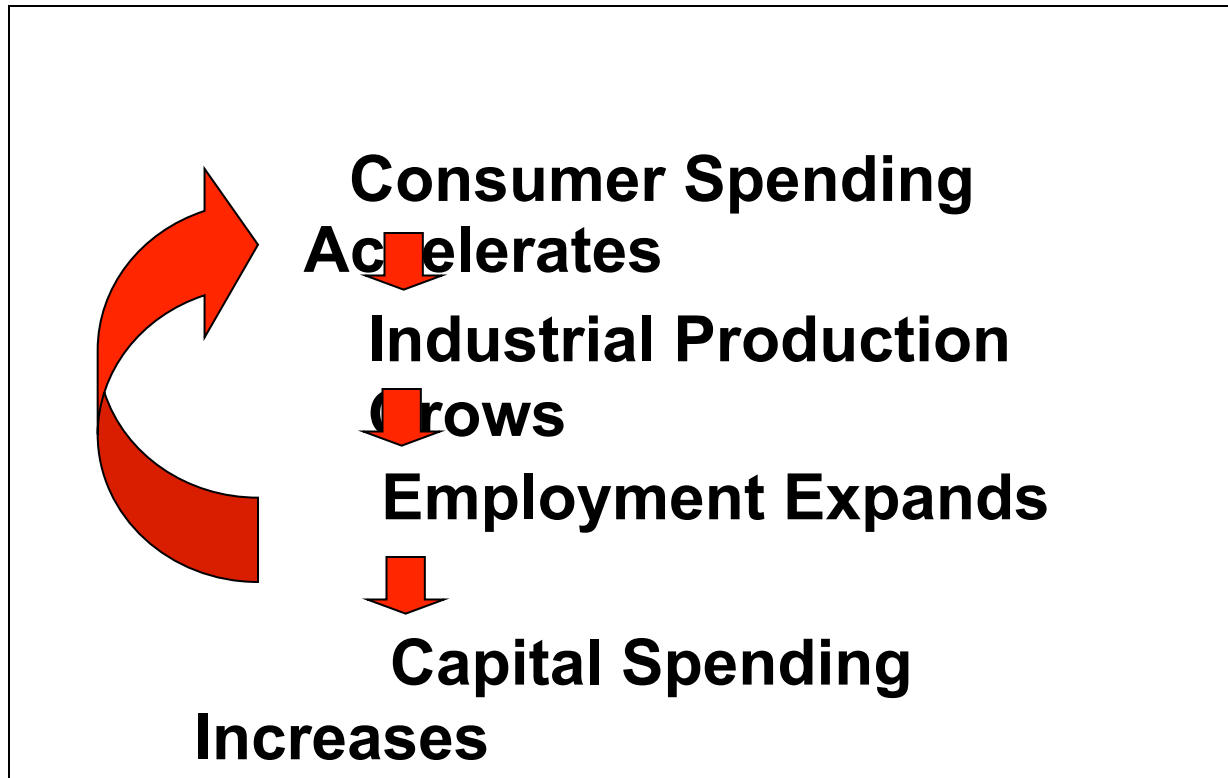 Consumer Spending
Accelerates
Industrial Production
Grows
Employment Expands
Capital Spending
Increases